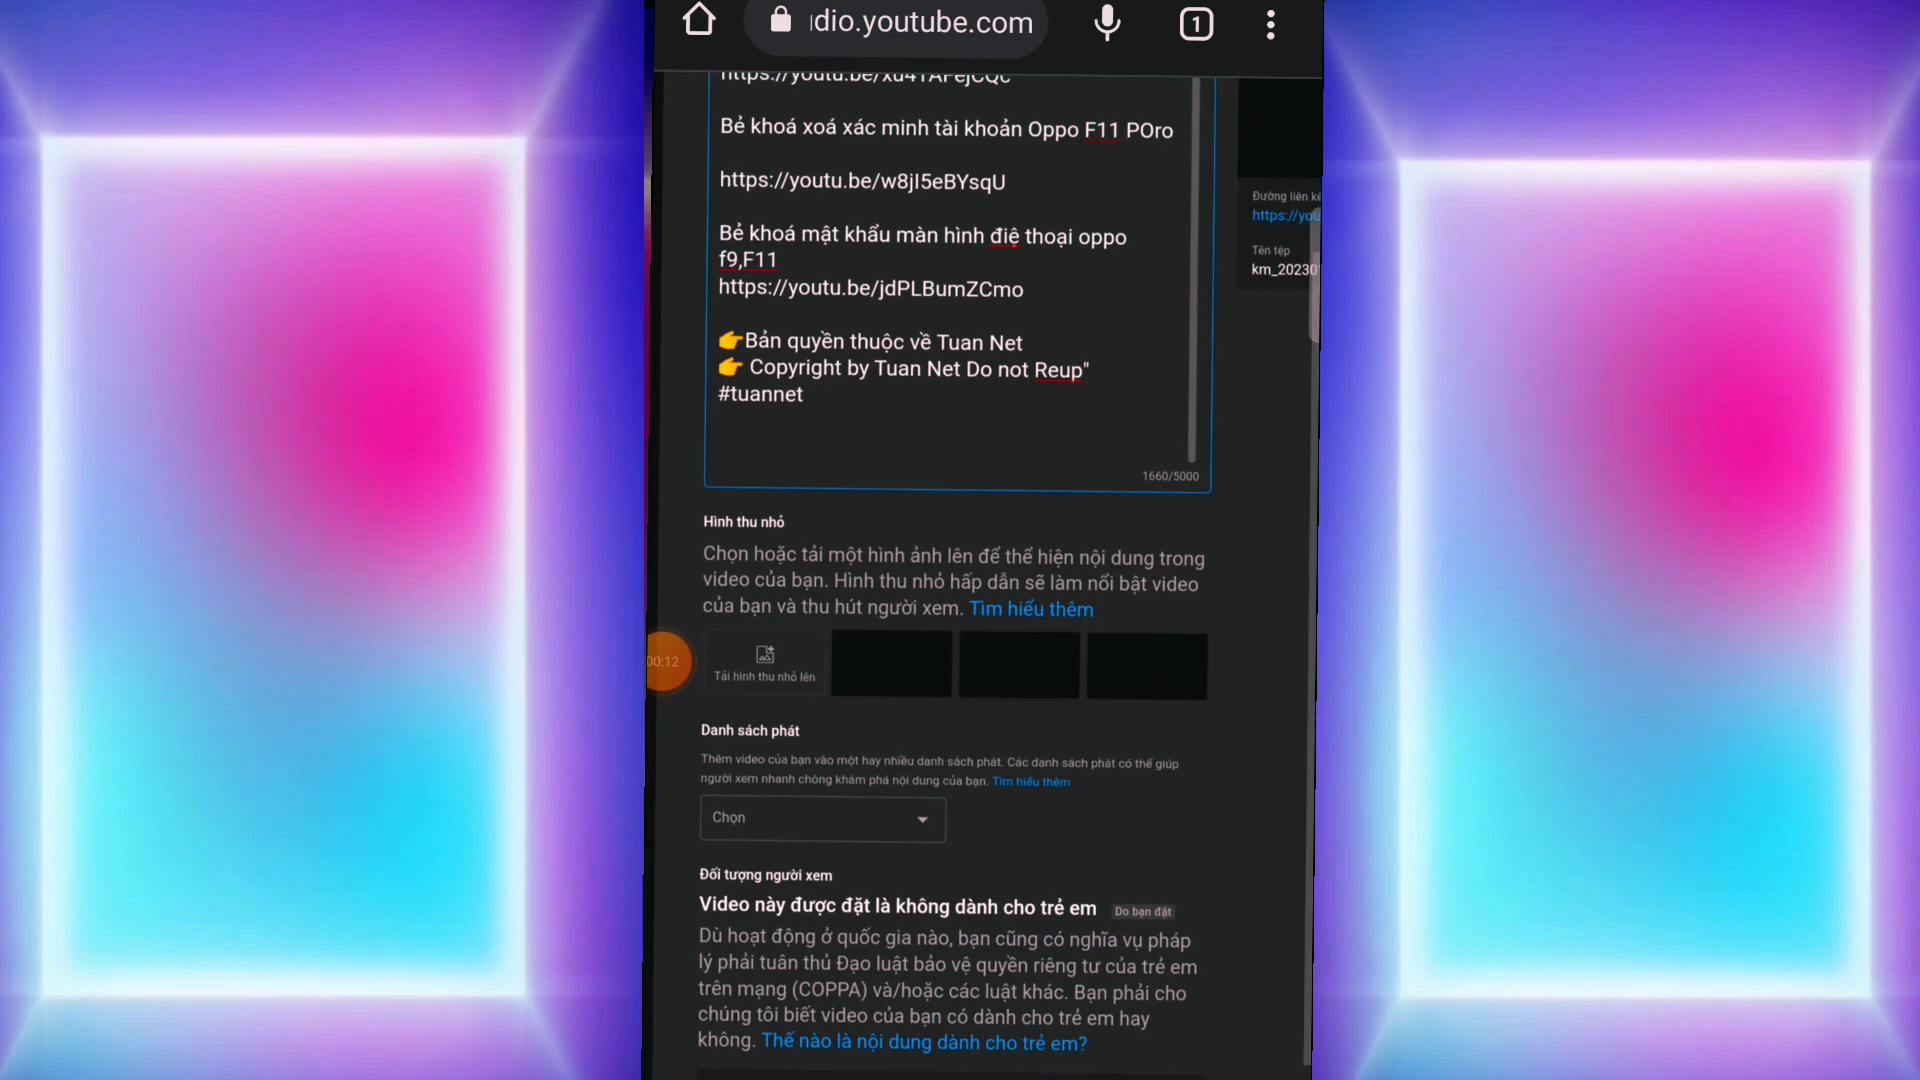 dio.youtube.com
1
https://youtu.be/xu41AFejCQc
Bẻ khoá xoá xác minh tài khoản Oppo F11 POro
https://youtu.be/w8jI5eBYsqU
Bẻ khoá mật khẩu màn hình điệ thoại oppo
f9,F11
https://youtu.be/jdPLBumZCmo
👉Bản quyền thuộc về Tuan Net
👉 Copyright by Tuan Net Do not Reup"
#tuannet
1660/5000
Đường liên kế
https://you
Tên tệp
km_20230
Hình thu nhỏ
Chọn hoặc tải một hình ảnh lên để thể hiện nội dung trong
video của bạn. Hình thu nhỏ hấp dẫn sẽ làm nổi bật video
của bạn và thu hút người xem. Tìm hiểu thêm
00:12
Tải hình thu nhỏ lên
Danh sách phát
Thêm video của bạn vào một hay nhiều danh sách phát. Các danh sách phát có thể giúp
người xem nhanh chóng khám phá nội dung của bạn. Tìm hiểu thêm
Chọn
Đối tượng người xem
Video này được đặt là không dành cho trẻ em Do bạn đặt
Dù hoạt động ở quốc gia nào, bạn cũng có nghĩa vụ pháp
lý phải tuân thủ Đạo luật bảo vệ quyền riêng tư của trẻ em
trên mạng (COPPA) và/hoặc các luật khác. Bạn phải cho
chúng tôi biết video của bạn có dành cho trẻ em hay
không. Thế nào là nội dung dành cho trẻ em?